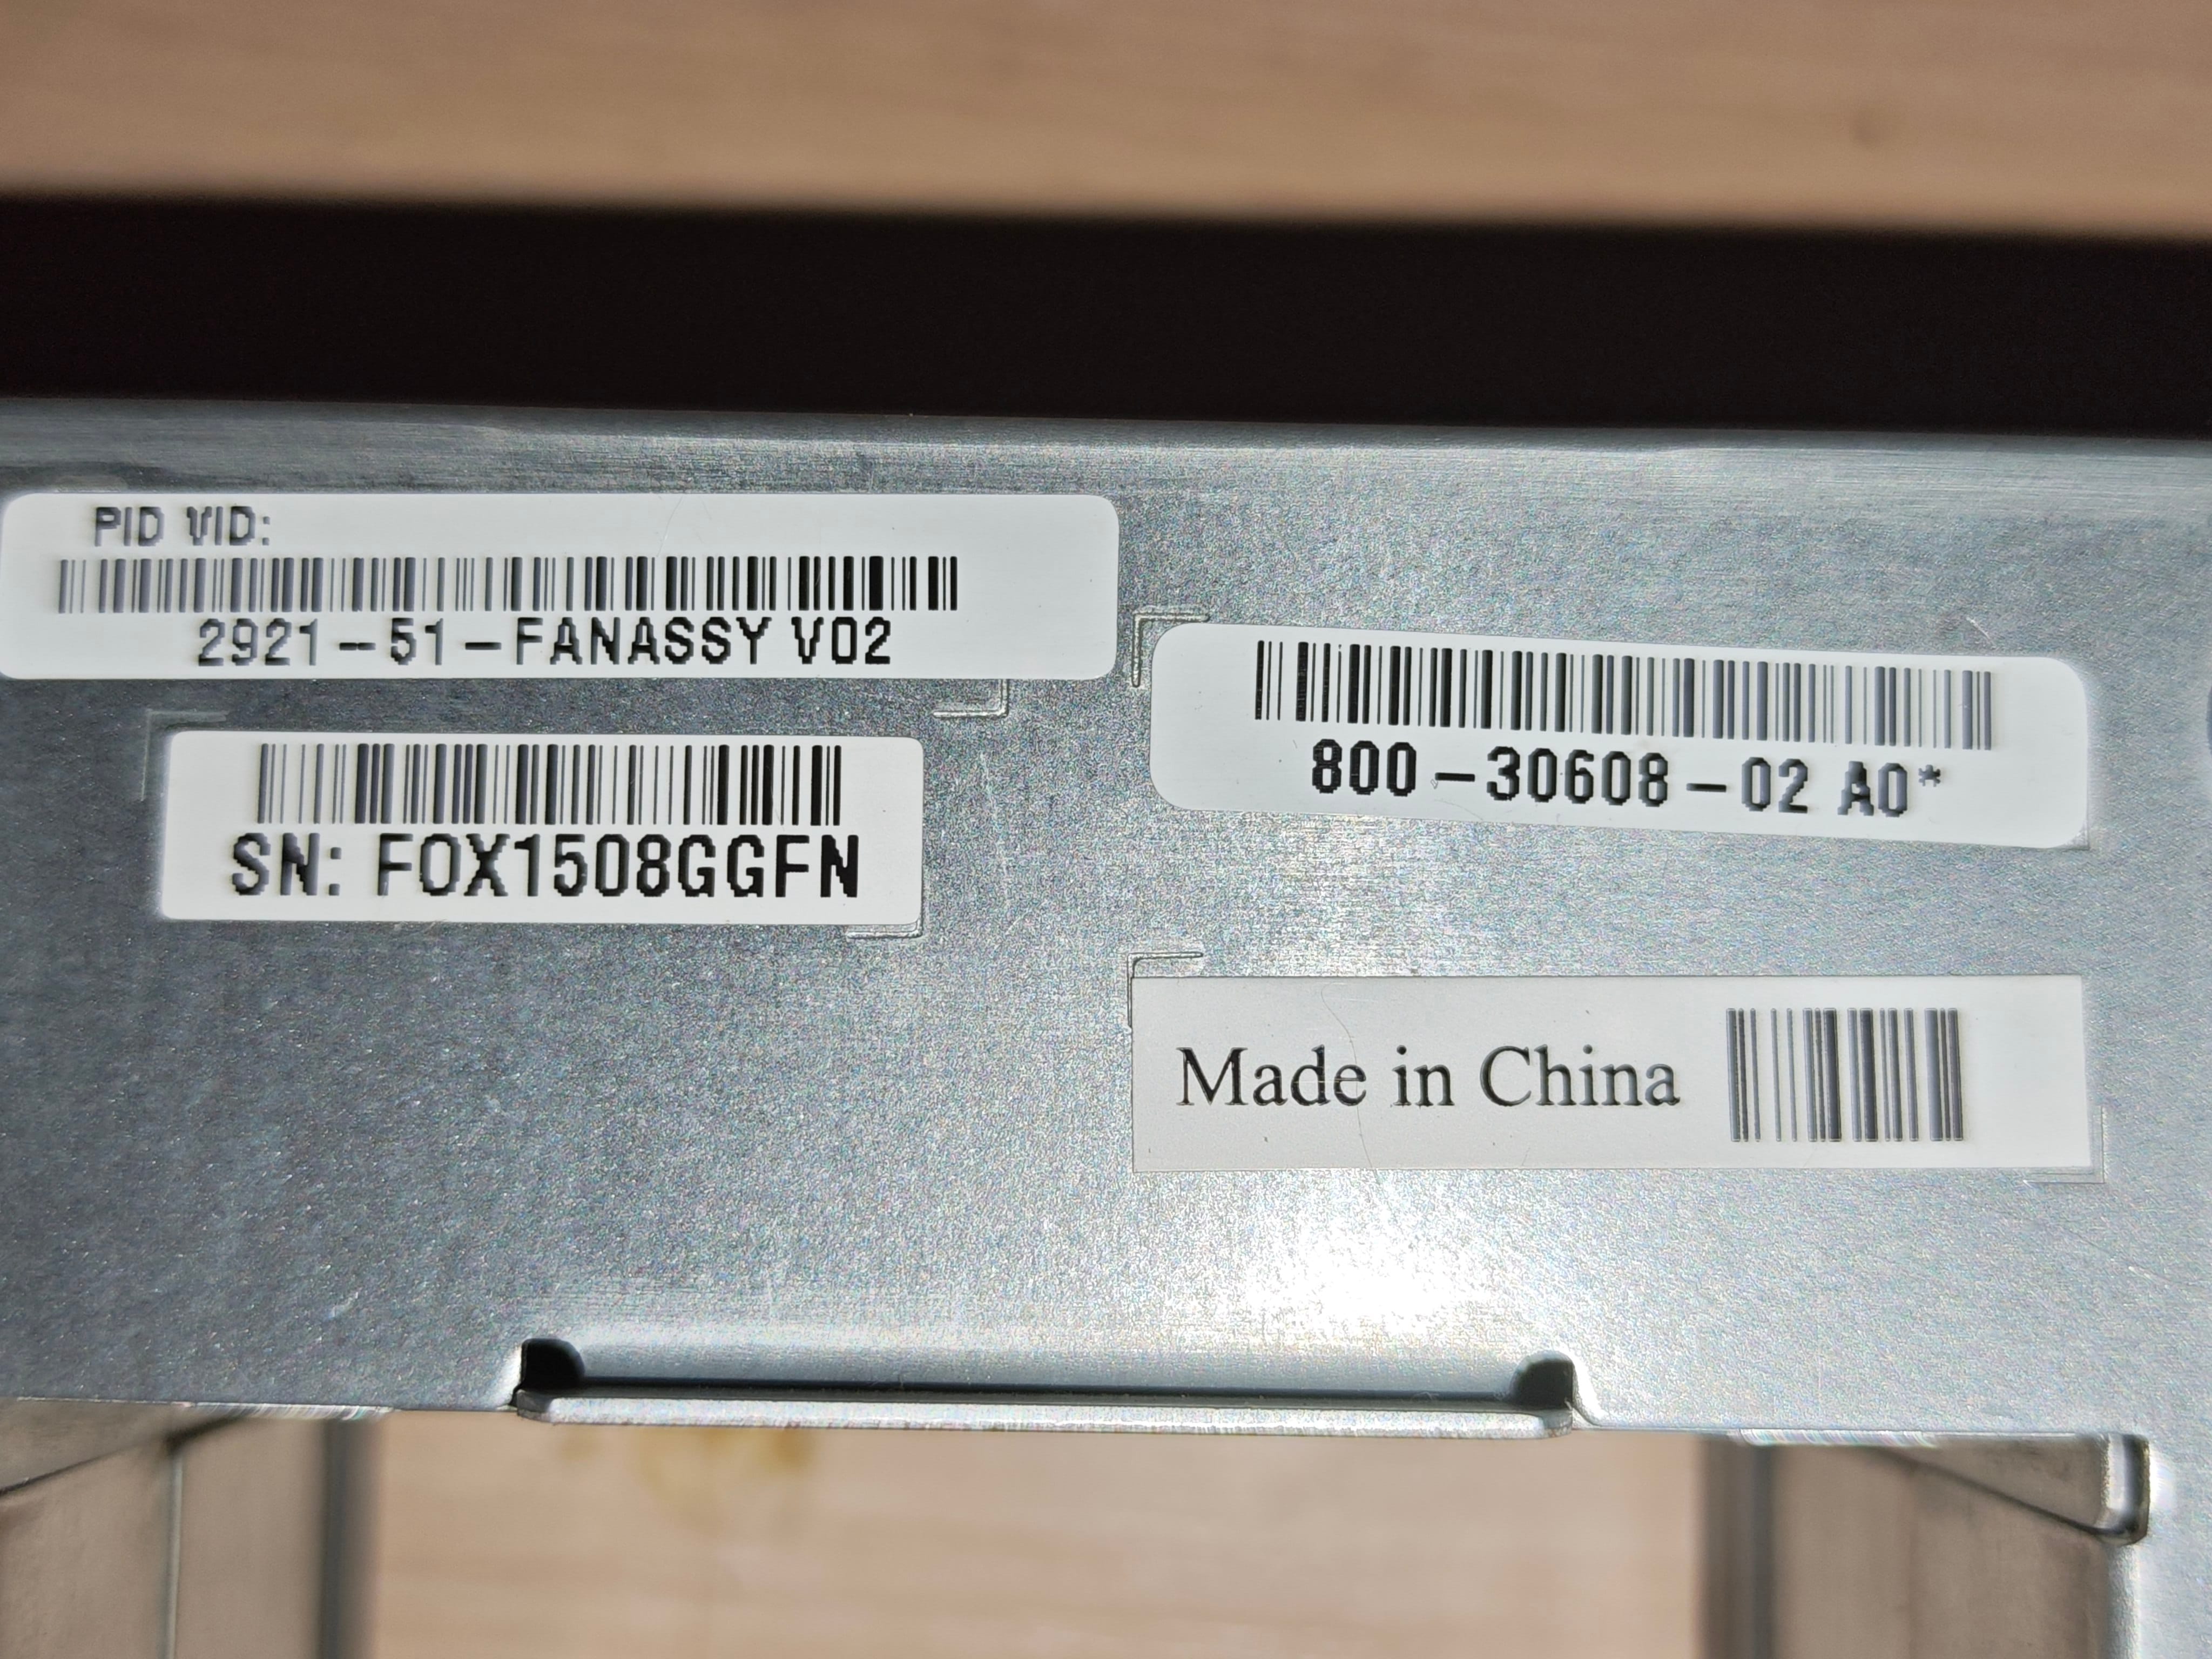 PID VID:
2921-51-FANASSY V02
SN: FOX1508GGFN
800-30608-02 A0*
Made in China